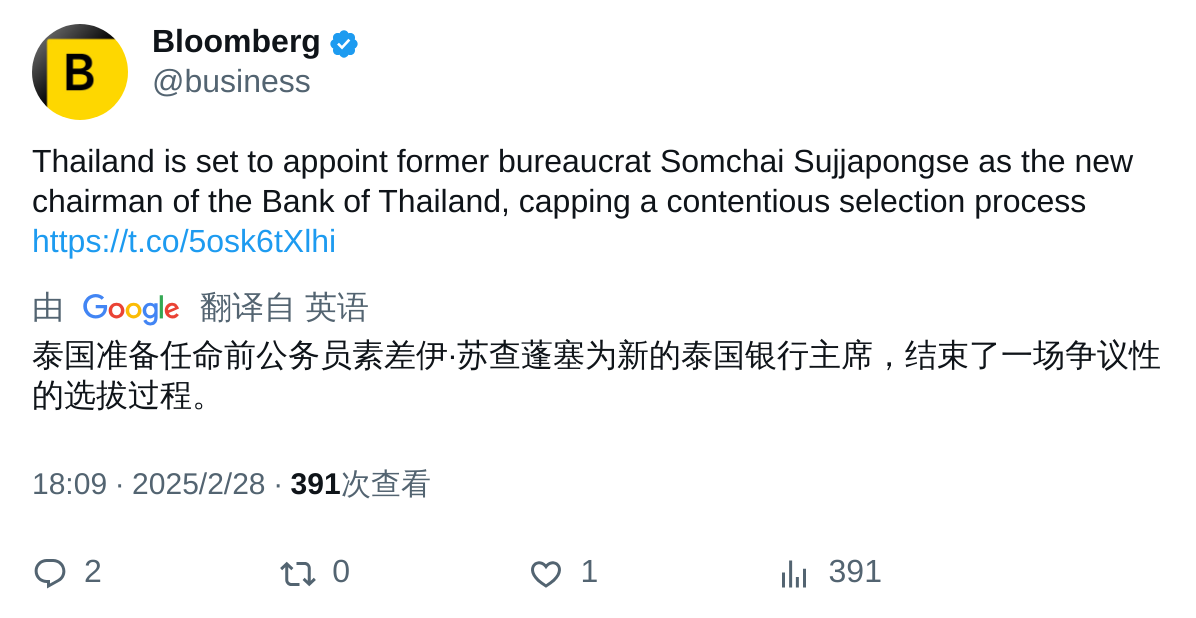 B
Bloomberg
@business
Thailand is set to appoint former bureaucrat Somchai Sujjapongse as the new
chairman of the Bank of Thailand, capping a contentious selection process
https://t.co/5osk6tXlhi
由 Google 翻译自 英语
泰国准备任命前公务员素差伊·苏查蓬塞为新的泰国银行主席，结束了一场争议性
的选拔过程。
18:09 · 2025/2/28 · 391次查看
2 0 1 391